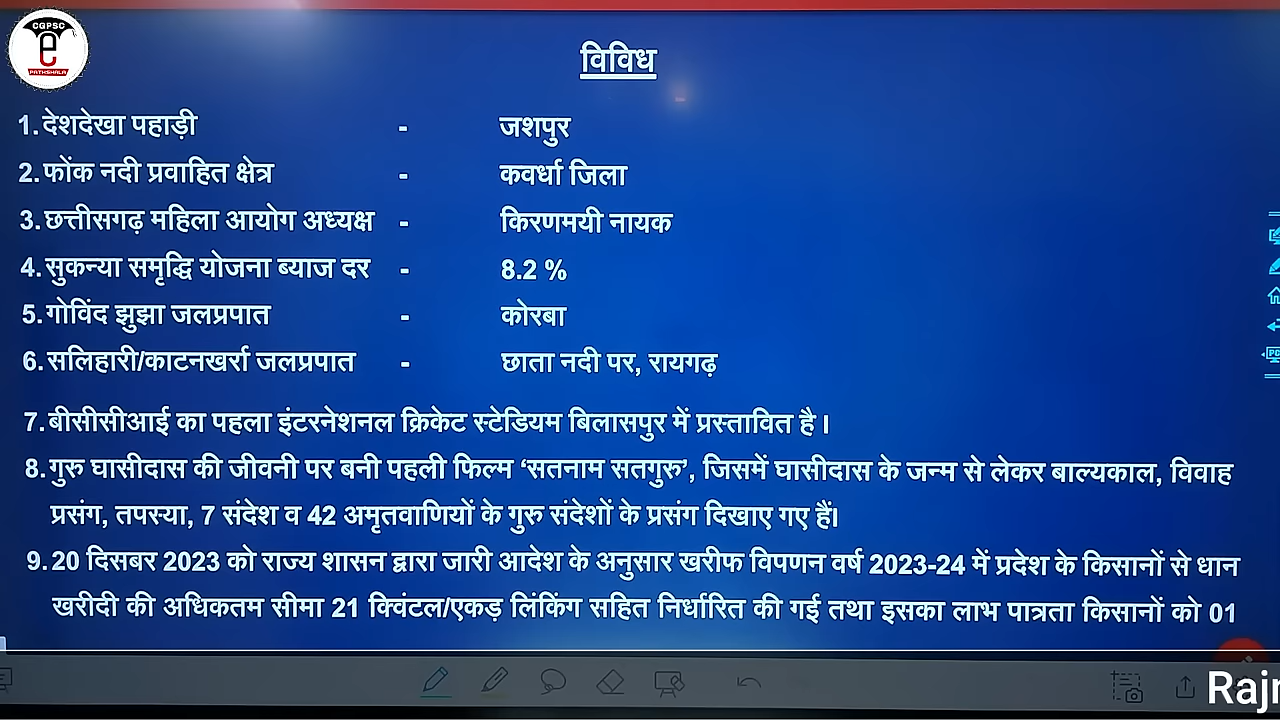 CGPSC
e
PATHSHALA
विविध
1. देशदेखा पहाड़ी - जशपुर
2. फोंक नदी प्रवाहित क्षेत्र - कवर्धा जिला
3. छत्तीसगढ़ महिला आयोग अध्यक्ष - किरणमयी नायक
4. सुकन्या समृद्धि योजना ब्याज दर - 8.2 %
5. गोविंद झुझा जलप्रपात - कोरबा
6. सलिहारी/काटनखर्रा जलप्रपात - छाता नदी पर, रायगढ़
7. बीसीसीआई का पहला इंटरनेशनल क्रिकेट स्टेडियम बिलासपुर में प्रस्तावित है।
8. गुरु घासीदास की जीवनी पर बनी पहली फिल्म ‘सतनाम सतगुरु’, जिसमें घासीदास के जन्म से लेकर बाल्यकाल, विवाह
प्रसंग, तपस्या, 7 संदेश व 42 अमृतवाणियों के गुरु संदेशों के प्रसंग दिखाए गए हैं।
9. 20 दिसबर 2023 को राज्य शासन द्वारा जारी आदेश के अनुसार खरीफ विपणन वर्ष 2023-24 में प्रदेश के किसानों से धान
खरीदी की अधिकतम सीमा 21 क्विंटल/एकड़ लिंकिंग सहित निर्धारित की गई तथा इसका लाभ पात्रता किसानों को 01